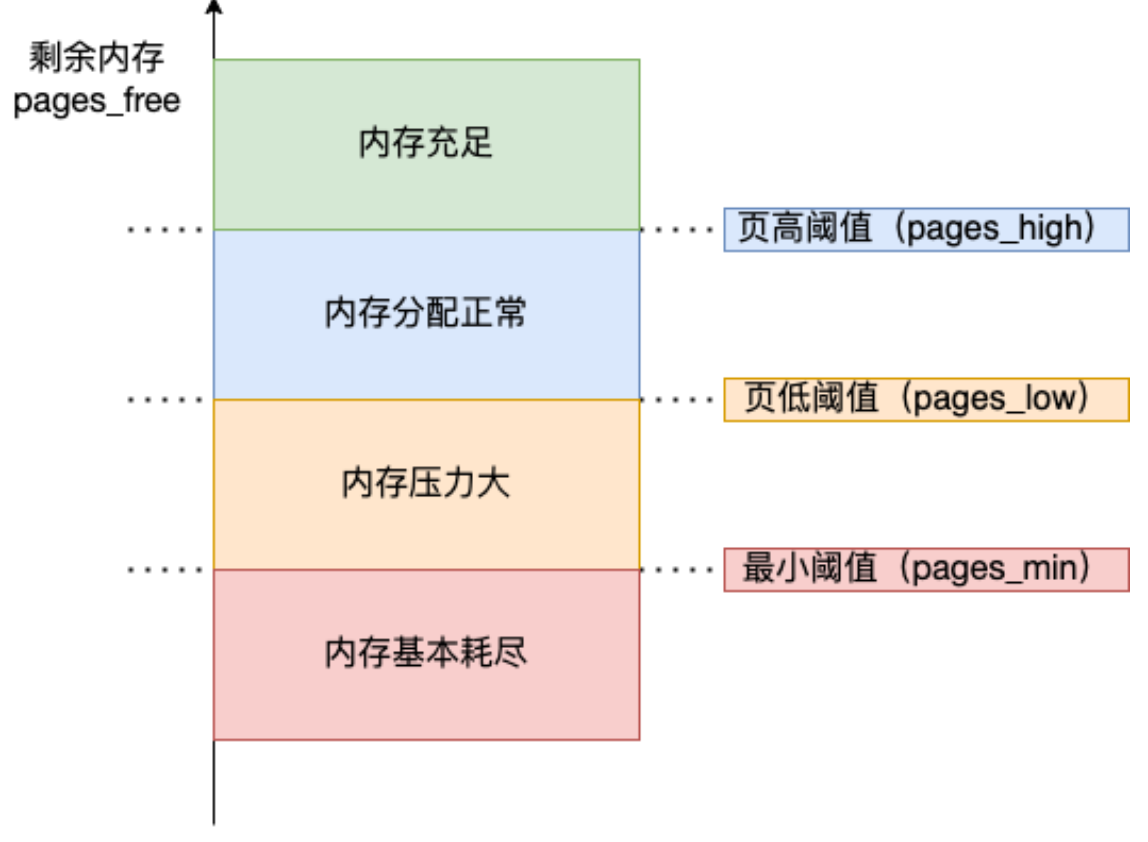 剩余内存
pages_free
内存充足
页高阈值（pages_high）
内存分配正常
页低阈值（pages_low）
内存压力大
最小阈值（pages_min）
内存基本耗尽